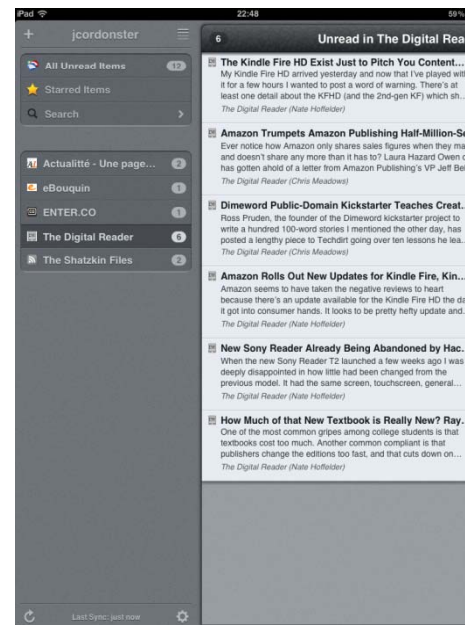 iPad 22:48 59%
jcordonster
All Unread Items 12
Starred Items
Search
Actualitté - Une page... 2
eBouquin 1
ENTER.CO 1
The Digital Reader 6
The Shatzkin Files 2
Last Sync: just now
6 Unread in The Digital Rea
The Kindle Fire HD Exist Just to Pitch You Content...
My Kindle Fire HD arrived yesterday and now that I've played with
it for a few hours I wanted to post a word of warning. There's at
least one detail about the KFHD (and the 2nd-gen KF) which sh...
The Digital Reader (Nate Hoffelder)
Amazon Trumpets Amazon Publishing Half-Million-Se
Ever notice how Amazon only shares sales figures when they ma
and doesn't share any more than it has to? Laura Hazard Owen o
has gotten ahold of a letter from Amazon Publishing's VP Jeff Bel
The Digital Reader (Chris Meadows)
Dimeword Public-Domain Kickstarter Teaches Creat...
Ross Pruden, the founder of the Dimeword kickstarter project to
write a hundred 100-word stories I mentioned the other day, has
posted a lengthy piece to Techdirt going over ten lessons he lea...
The Digital Reader (Chris Meadows)
Amazon Rolls Out New Updates for Kindle Fire, Kin...
Amazon seems to have taken the negative reviews to heart
because there's an update available for the Kindle Fire HD the da
it got into consumer hands. It looks to be pretty hefty update and...
The Digital Reader (Nate Hoffelder)
New Sony Reader Already Being Abandoned by Hac...
When the new Sony Reader T2 launched a few weeks ago I was
deeply disappointed in how little had been changed from the
previous model. It had the same screen, touchscreen, general...
The Digital Reader (Nate Hoffelder)
How Much of that New Textbook is Really New? Ray...
One of the most common gripes among college students is that
textbooks cost too much. Another common compliant is that
publishers change the editions too fast, and that cuts down on...
The Digital Reader (Nate Hoffelder)